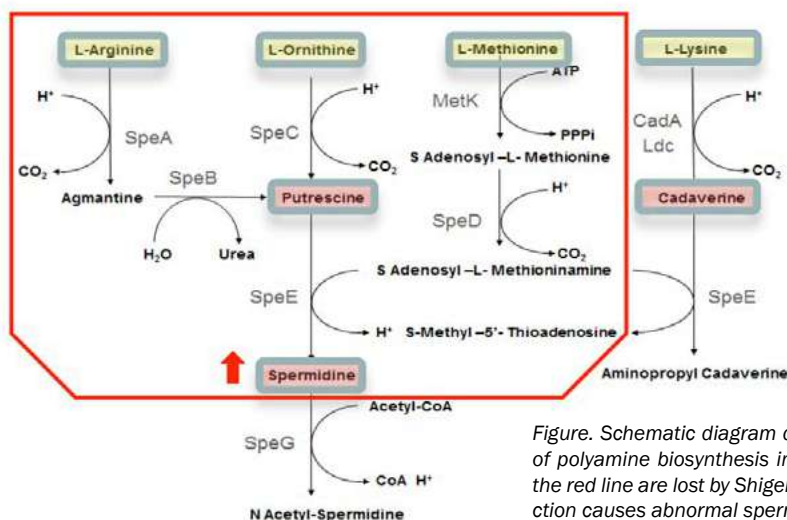 L-Arginine
L-Ornithine
L-Methionine
L-Lysine
ATP
H⁺
H⁺
MetK
H⁺
SpeA
SpeC
PPPi
CadA
Ldc
CO₂
CO₂
S Adenosyl –L- Methionine
CO₂
Agmantine
SpeB
Putrescine
H⁺
Cadaverine
SpeD
H₂O
Urea
CO₂
S Adenosyl –L- Methioninamine
SpeE
SpeE
H⁺ S-Methyl –5'- Thioadenosine
Spermidine
Aminopropyl Cadaverine
Acetyl-CoA
SpeG
CoA H⁺
N Acetyl-Spermidine
Figure. Schematic diagram
of polyamine biosynthesis
the red line are lost by
ction causes abnormal